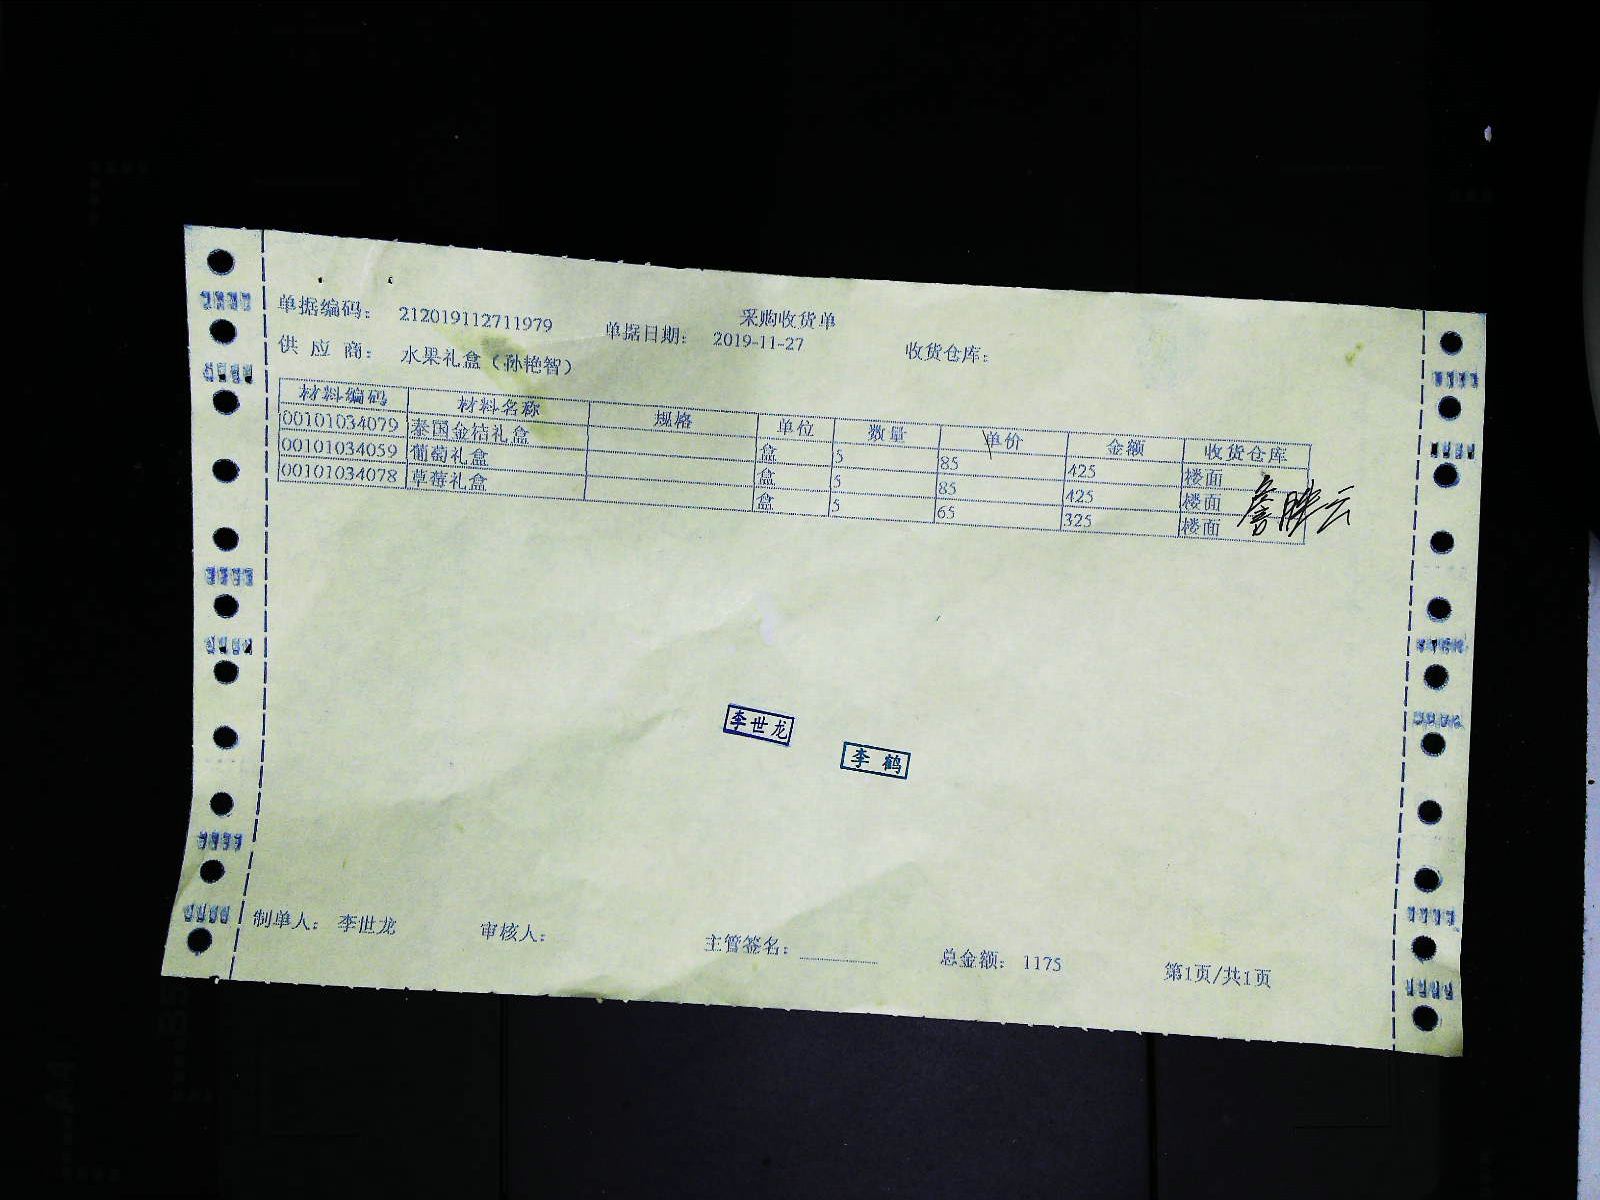 采购收货单
单据编码： 212019112711979 单据日期： 2019-11-27 收货仓库：
供 应 商： 水果礼盒（孙艳智）
材料编码 材料名称 规格 单位 数量 单价 金额 收货仓库
00101034079 泰国金桔礼盒 盒 5 85 425 楼面
00101034059 葡萄礼盒 盒 5 85 425 楼面
00101034078 草莓礼盒 盒 5 65 325 楼面
李世龙
李鹤
制单人： 李世龙 审核人： 主管签名： 总金额： 1175 第1页/共1页